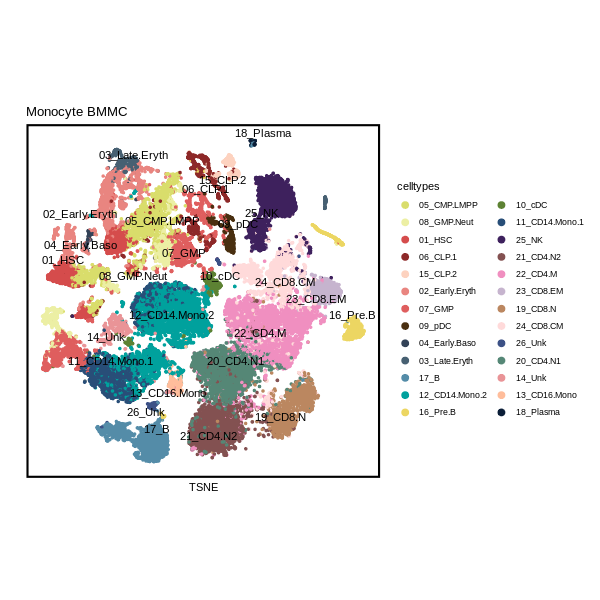 Monocyte BMMC
18_Plasma
03_Late.Eryth
15_CLP.2
06_CLP.1
02_Early.Eryth
05_CMP.LMPP
25_NK
09_pDC
04_Early.Baso
07_GMP
01_HSC
08_GMP.Neut
10_cDC
24_CD8.CM
23_CD8.EM
12_CD14.Mono.2
16_Pre.B
22_CD4.M
14_Unk
11_CD14.Mono.1
20_CD4.N1
13_CD16.Mono
26_Unk
19_CD8.N
17_B
21_CD4.N2
TSNE
celltypes
05_CMP.LMPP
08_GMP.Neut
01_HSC
06_CLP.1
15_CLP.2
02_Early.Eryth
07_GMP
09_pDC
04_Early.Baso
03_Late.Eryth
17_B
12_CD14.Mono.2
16_Pre.B
10_cDC
11_CD14.Mono.1
25_NK
21_CD4.N2
22_CD4.M
23_CD8.EM
19_CD8.N
24_CD8.CM
26_Unk
20_CD4.N1
14_Unk
13_CD16.Mono
18_Plasma